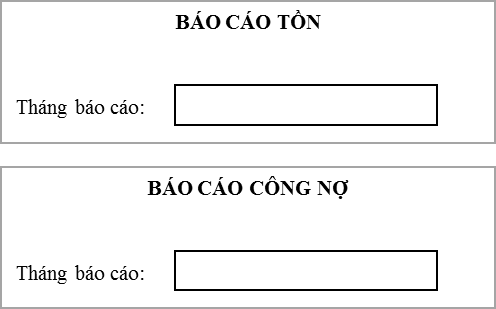 BÁO CÁO TỒN
Tháng báo cáo:
BÁO CÁO CÔNG NỢ
Tháng báo cáo: